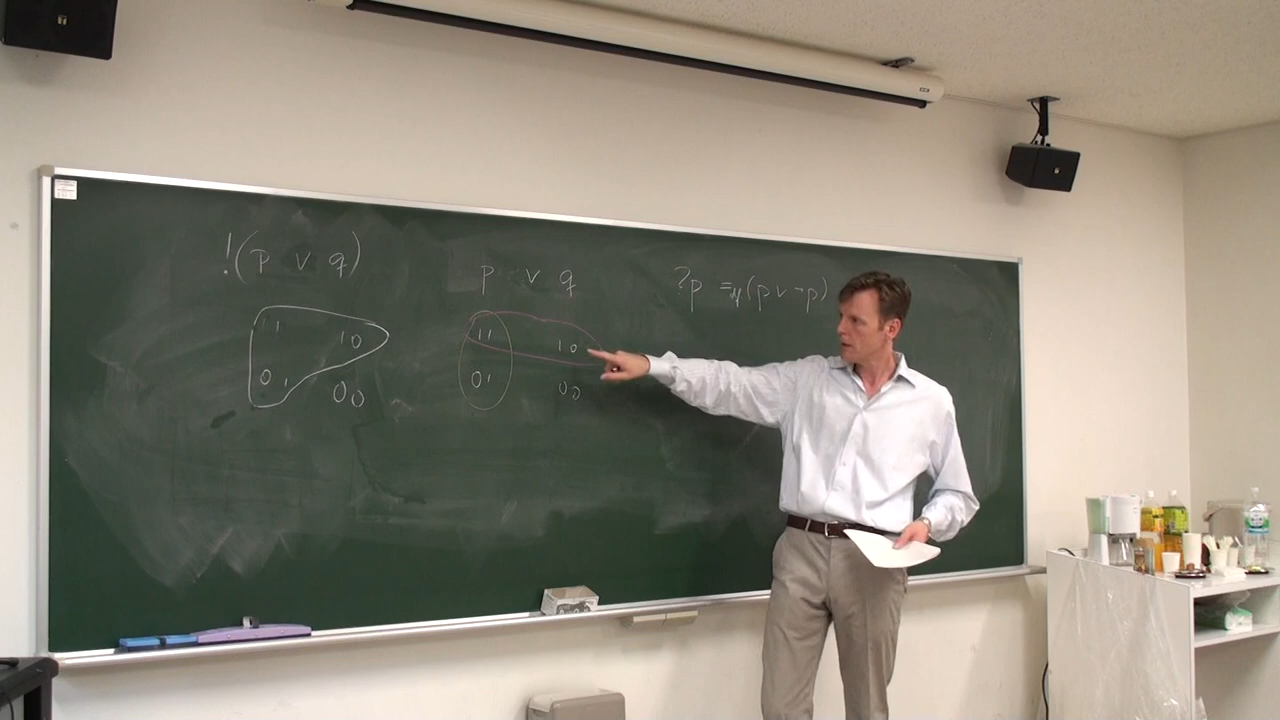 !(p v q)
11 10
01 00
p v q
11 10
01 00
?p =df (p v ¬p)